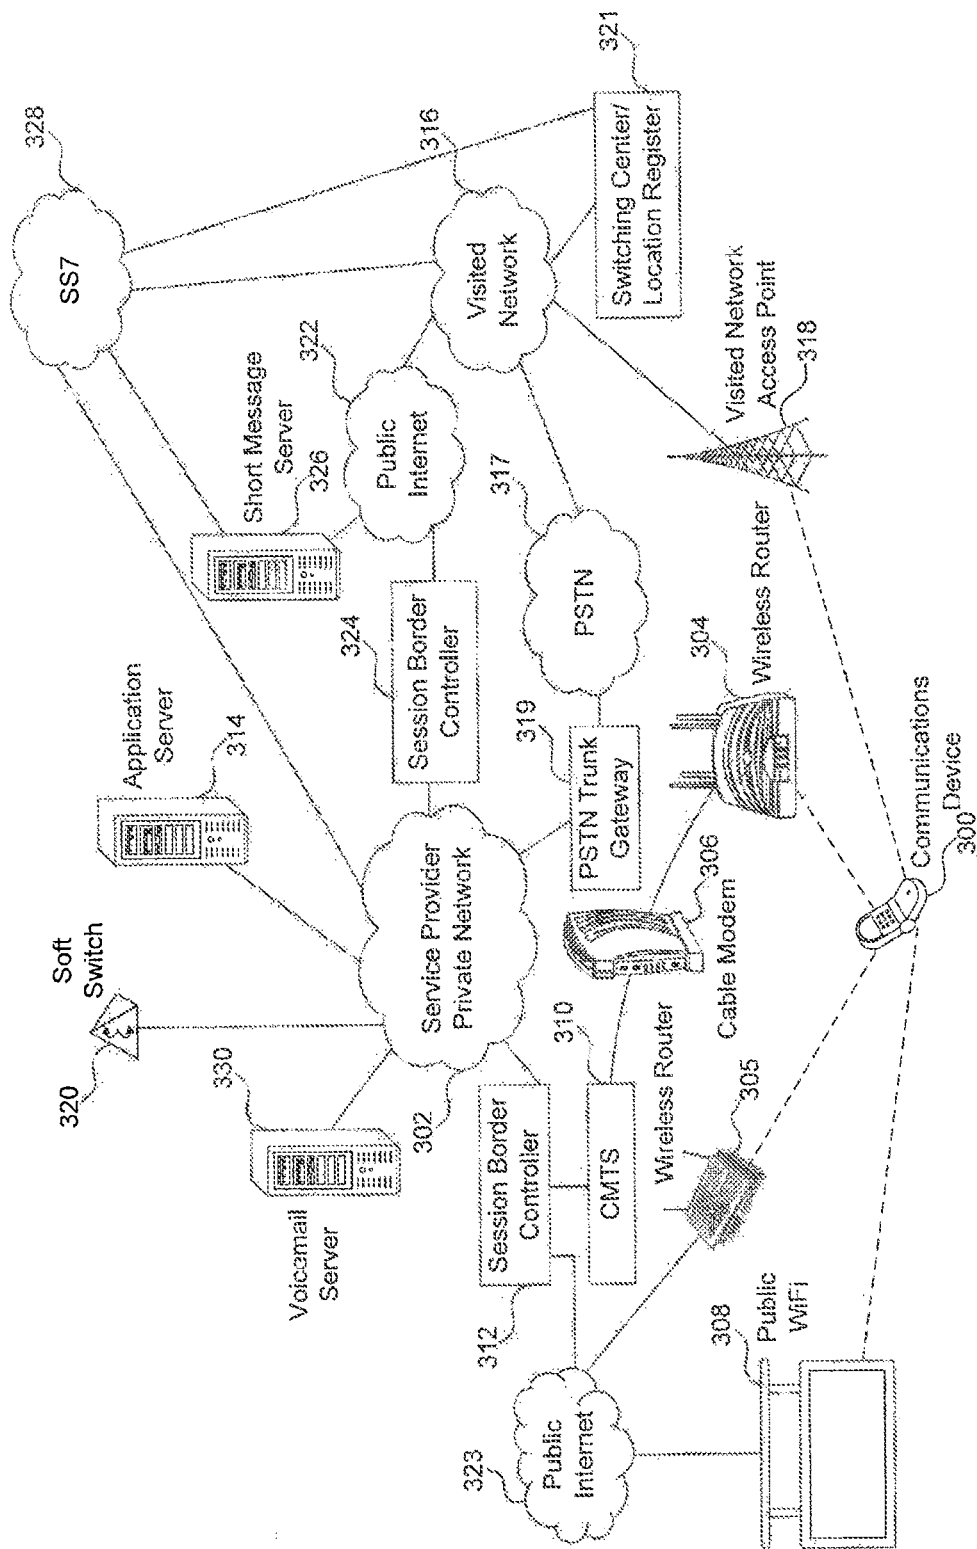 Soft
Switch
320
Application
Server
314
SS7
328
Voicemail
Server
330
Short Message
Server
326
Public
Internet
322
Visited
Network
316
Switching Center/
Location Register
321
Service Provider
Private Network
302
Session Border
Controller
324
Session Border
Controller
312
CMTS
310
PSTN Trunk
Gateway
319
PSTN
317
Public
Internet
323
Cable Modem
306
Wireless Router
304
Wireless Router
305
Visited Network
Access Point
318
Public
WiFi
308
Communications
Device
300